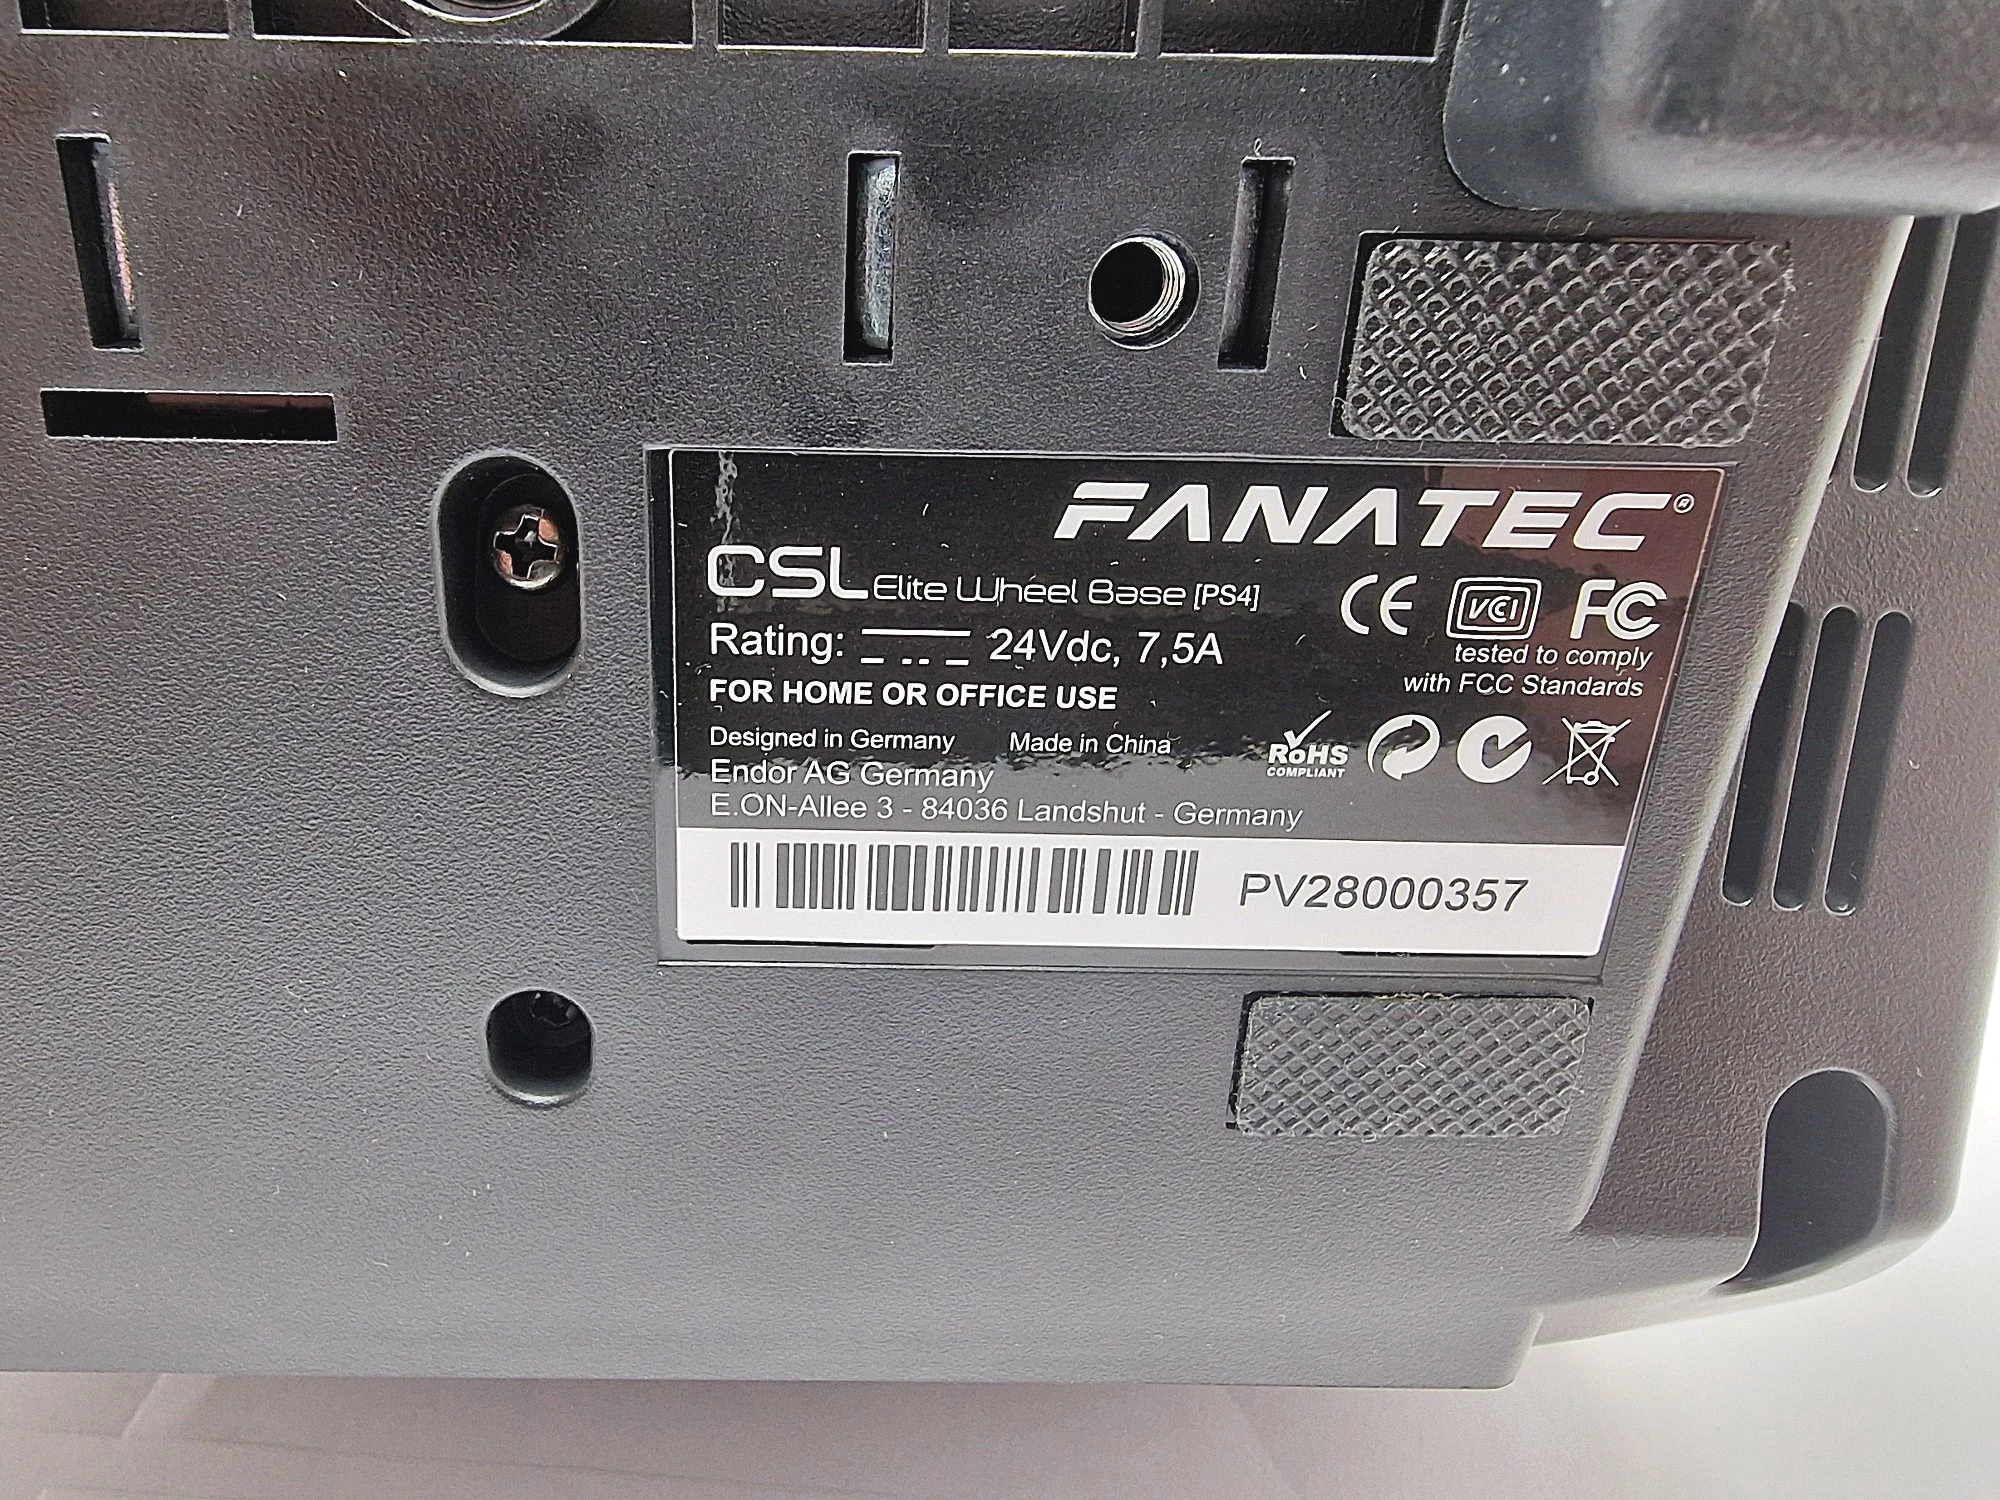 FANATEC®
CSL Elite Wheel Base [PS4]
Rating: 24Vdc, 7,5A
FOR HOME OR OFFICE USE
CE VCI FC
tested to comply
with FCC Standards
Designed in Germany Made in China
RoHS
COMPLIANT
Endor AG Germany
E.ON-Allee 3 - 84036 Landshut - Germany
PV28000357